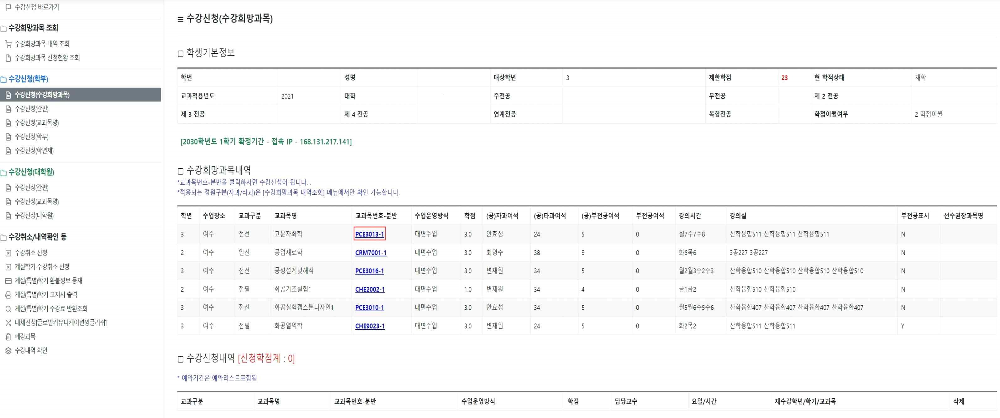 수강신청 바로가기
수강희망과목 조회
수강희망과목 내역 조회
수강희망과목 신청현황 조회
수강신청(학부)
수강신청(수강희망과목)
수강신청(간편)
수강신청(교과목명)
수강신청(학부)
수강신청(학년제)
수강신청(대학원)
수강신청(간편)
수강신청(교과목명)
수강신청(대학원)
수강취소/내역확인 등
수강취소 신청
계절학기 수강취소 신청
계절(특별)학기 환불정보 등재
계절(특별)학기 고지서 출력
계절(특별)학기 수강료 반환조회
대체신청[글로벌커뮤니케이션잉글리쉬]
폐강과목
수강내역 확인
수강신청(수강희망과목)
학생기본정보
학번 성명 대상학년 3 제한학점 23 현 학적상태 재학
교과적용년도 2021 대학 주전공 부전공 제 2 전공
제 3 전공 제 4 전공 연계전공 복합전공 학점이월여부 2 학점이월
[2030학년도 1학기 확정기간 - 접속 IP - 168.131.217.141]
수강희망과목내역
*교과목번호-분반을 클릭하시면 수강신청이 됩니다. .
*적용되는 정원구분(자과/타과)은 [수강희망과목 내역조회] 메뉴에서만 확인 가능합니다.
학년 수업장소 교과구분 교과목명 교과목번호-분반 수업운영방식 학점 (공)자과여석 (공)타과여석 (공)부전공여석 부전공여석 강의시간 강의실 부전공표시 선수권장과목명
3 여수 전선 고분자화학 PCE3013-1 대면수업 3.0 안효성 24 5 0 월7수7수8 산학융합511 산학융합511 산학융합511 N
2 여수 일선 공업재료학 CRM7001-1 대면수업 3.0 최명수 38 9 0 화6목6 3공227 3공227 N
3 여수 전선 공정설계및해석 PCE3016-1 대면수업 3.0 변재원 34 5 0 월2월3수2수3 산학융합510 산학융합510 산학융합510 산학융합510 N
2 여수 전필 화공기초실험1 CHE2002-1 대면수업 1.0 변재원 34 4 0 금1금2 산학융합510 산학융합510 N
3 여수 전선 화공실험캡스톤디자인1 PCE3010-1 대면수업 3.0 안효성 34 5 0 월5월6수5수6 산학융합407 산학융합407 산학융합407 산학융합407 N
3 여수 전필 화공열역학 CHE9023-1 대면수업 3.0 변재원 24 5 0 화2목2 산학융합511 산학융합511 Y
수강신청내역 [신청학점계 : 0]
* 예약기간은 예약리스트포함됨
교과구분 교과목명 교과목번호-분반 수업운영방식 학점 담당교수 요일/시간 재수강학년/학기/교과목 삭제